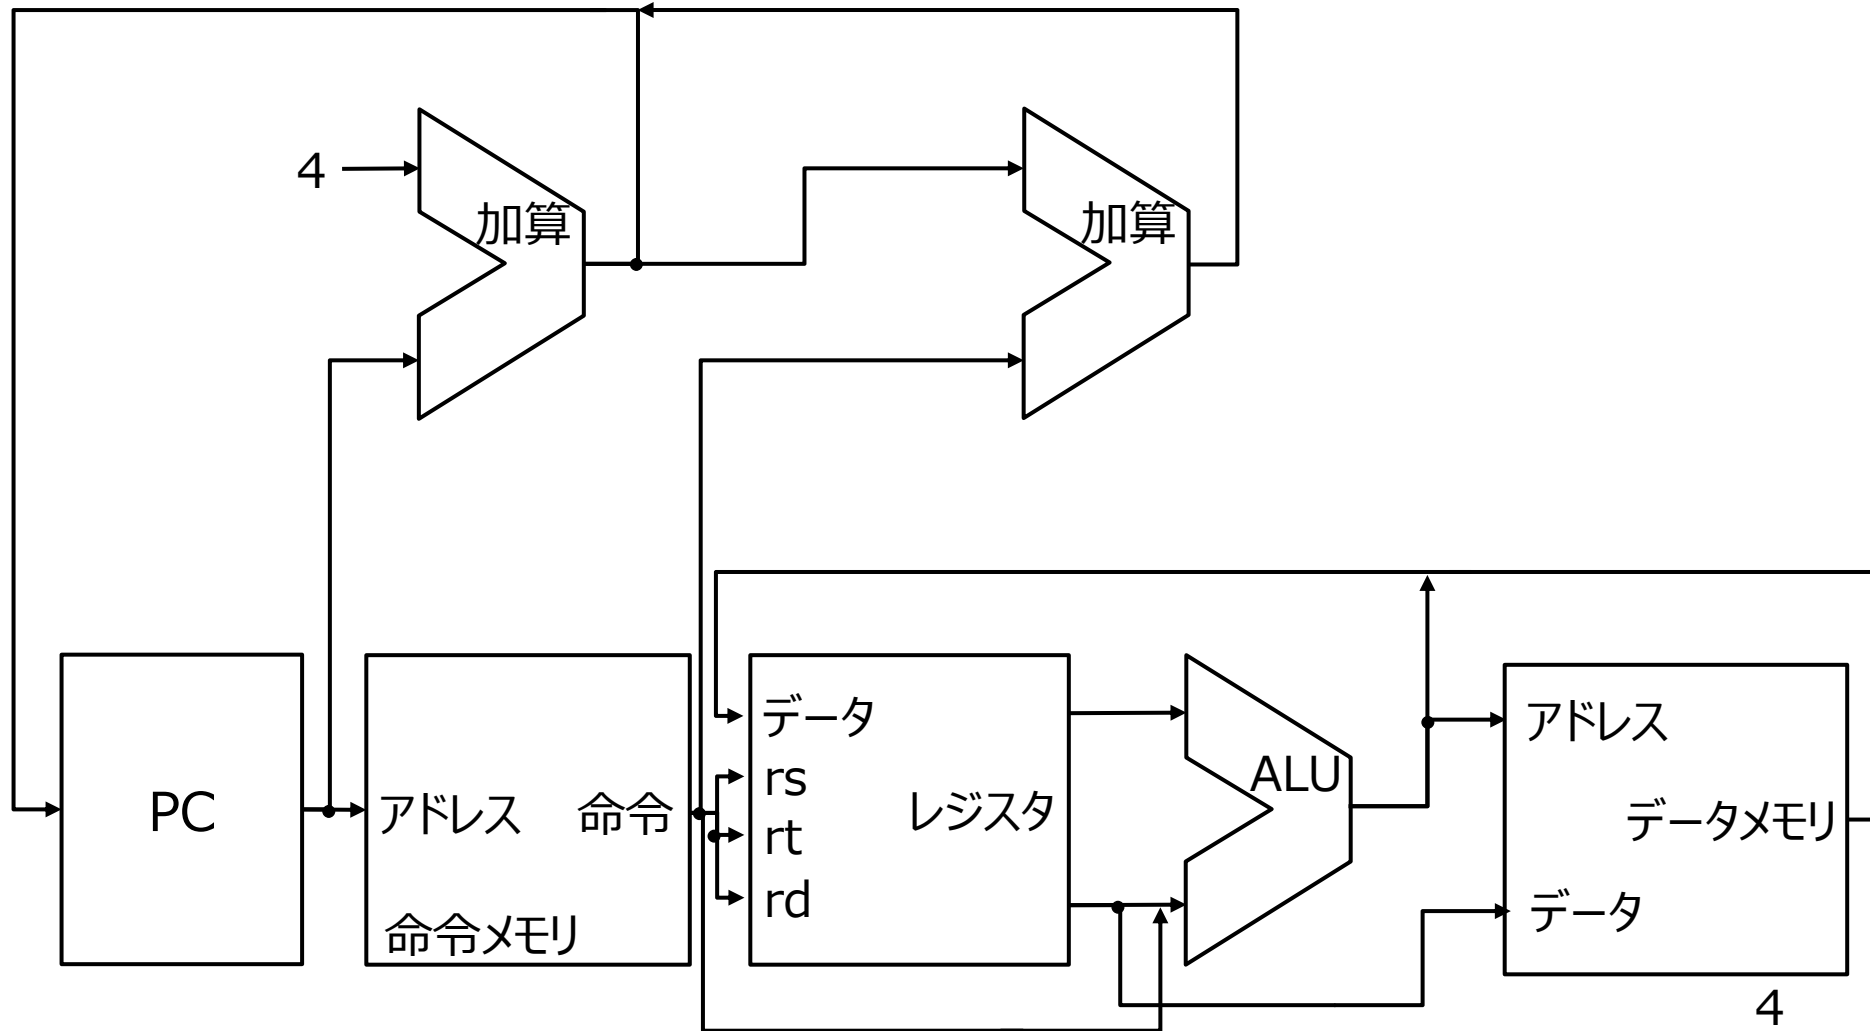 4
加算
加算
PC
アドレス
命令
命令メモリ
データ
rs
rt
rd
レジスタ
ALU
アドレス
データメモリ
データ
4